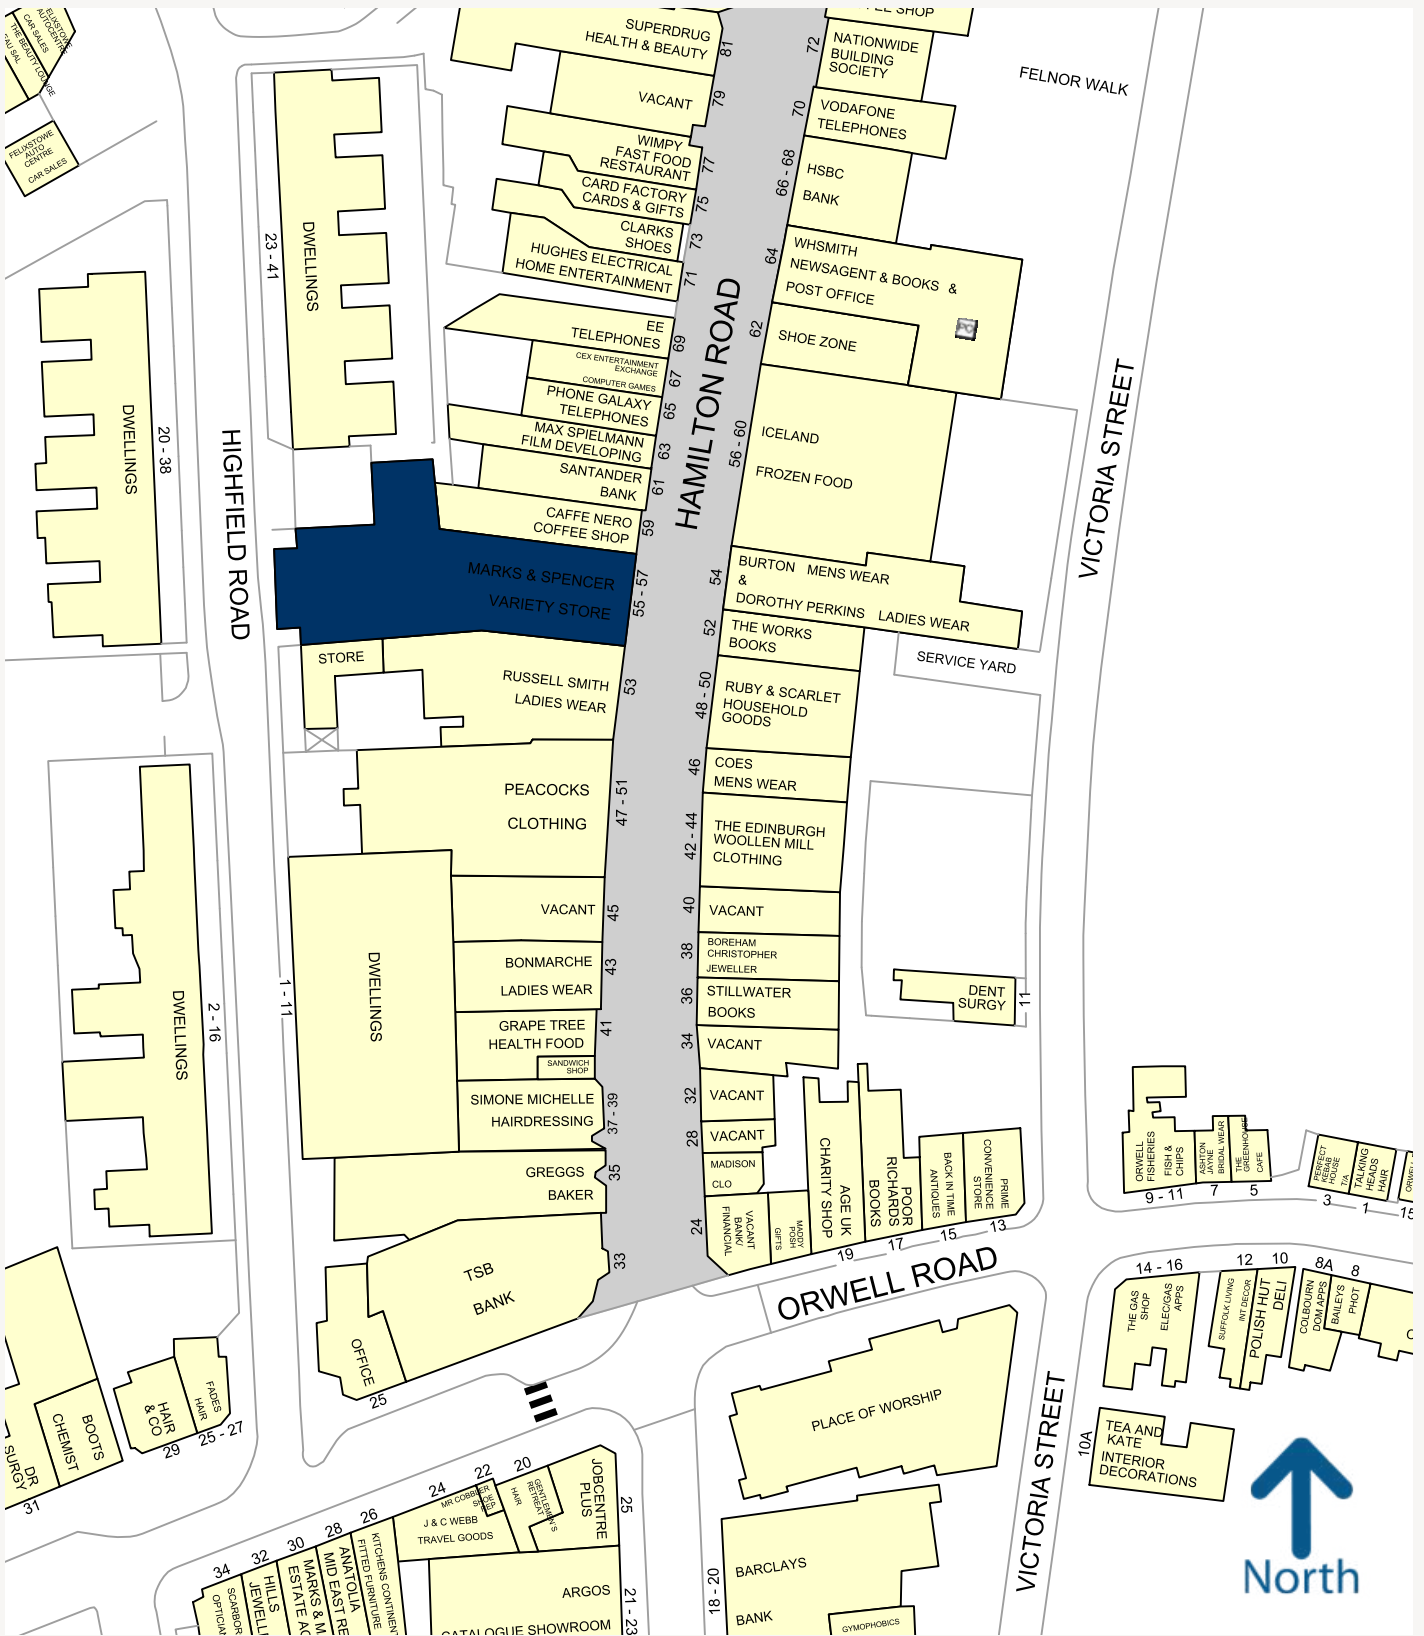 FELIXSTOWE
AUTOCENTRE
CAR SALES
THE BEAUTY LOUNGE
FELIXSTOWE
AUTO
CENTRE
CAR SALES
SUPERDRUG
HEALTH & BEAUTY
81
VACANT
79
WIMPY
FAST FOOD
RESTAURANT
77
CARD FACTORY
CARDS & GIFTS
75
CLARKS
SHOES
73
HUGHES ELECTRICAL
HOME ENTERTAINMENT
71
EE
TELEPHONES
69
CEX ENTERTAINMENT
EXCHANGE
COMPUTER GAMES
67
PHONE GALAXY
TELEPHONES
65
MAX SPIELMANN
FILM DEVELOPING
63
SANTANDER
BANK
61
CAFFE NERO
COFFEE SHOP
59
MARKS & SPENCER
VARIETY STORE
55 - 57
STORE
RUSSELL SMITH
LADIES WEAR
53
PEACOCKS
CLOTHING
47 - 51
VACANT
45
BONMARCHE
LADIES WEAR
43
GRAPE TREE
HEALTH FOOD
41
SANDWICH
SHOP
SIMONE MICHELLE
HAIRDRESSING
37 - 39
GREGGS
BAKER
35
TSB
BANK
33
OFFICE
25
DWELLINGS
23 - 41
DWELLINGS
20 - 38
HIGHFIELD ROAD
DWELLINGS
1 - 11
DWELLINGS
2 - 16
HAMILTON ROAD
SHOP
72
NATIONWIDE
BUILDING
SOCIETY
70
VODAFONE
TELEPHONES
66 - 68
HSBC
BANK
64
WHSMITH
NEWSAGENT & BOOKS &
POST OFFICE
PO
62
SHOE ZONE
56 - 60
ICELAND
FROZEN FOOD
54
BURTON MENS WEAR
&
DOROTHY PERKINS LADIES WEAR
52
THE WORKS
BOOKS
SERVICE YARD
48 - 50
RUBY & SCARLET
HOUSEHOLD
GOODS
46
COES
MENS WEAR
42 - 44
THE EDINBURGH
WOOLLEN MILL
CLOTHING
40
VACANT
38
BOREHAM
CHRISTOPHER
JEWELLER
36
STILLWATER
BOOKS
34
VACANT
32
VACANT
28
VACANT
MADISON
CLO
24
VACANT
BANK/
FINANCIAL
MADDY
POSH
GIFTS
AGE UK
CHARITY SHOP
19
POOR
RICHARDS
BOOKS
17
BACK IN TIME
ANTIQUES
15
PRIME
CONVENIENCE
STORE
13
DENT
SURGY
11
FELNOR WALK
VICTORIA STREET
ORWELL ROAD
ORWELL
FISHERIES
FISH &
CHIPS
9 - 11
ASHTON
JAYNE
BRIDAL WEAR
7
THE
GREENHOUSE
CAFE
5
PERFECT
KEBAB
HOUSE
T/A
3
TALKING
HEADS
HAIR
1
15
14 - 16
THE GAS
SHOP
ELEC/GAS
APPS
12
SUFFOLK LIVING
INT DECOR
10
POLISH HUT
DELI
8A
COLBOURN
DOM APPS
8
BAILEYS
PHOT
10A
TEA AND
KATE
INTERIOR
DECORATIONS
VICTORIA STREET
PLACE OF WORSHIP
18 - 20
BARCLAYS
BANK
GYMOPHOBICS
North
DR
SURGY
31
BOOTS
CHEMIST
HAIR
& CO
29
FADES
HAIR
25 - 27
34
32
HILLS
30
28
ANATOLIA
26
KITCHENS
FITTED FURNITURE
24
MR COBBLER
J & C WEBB
TRAVEL GOODS
22
20
GENTLEMEN'S
RETREAT
HAIR
JOBCENTRE
PLUS
25
ARGOS
CATALOGUE SHOWROOM